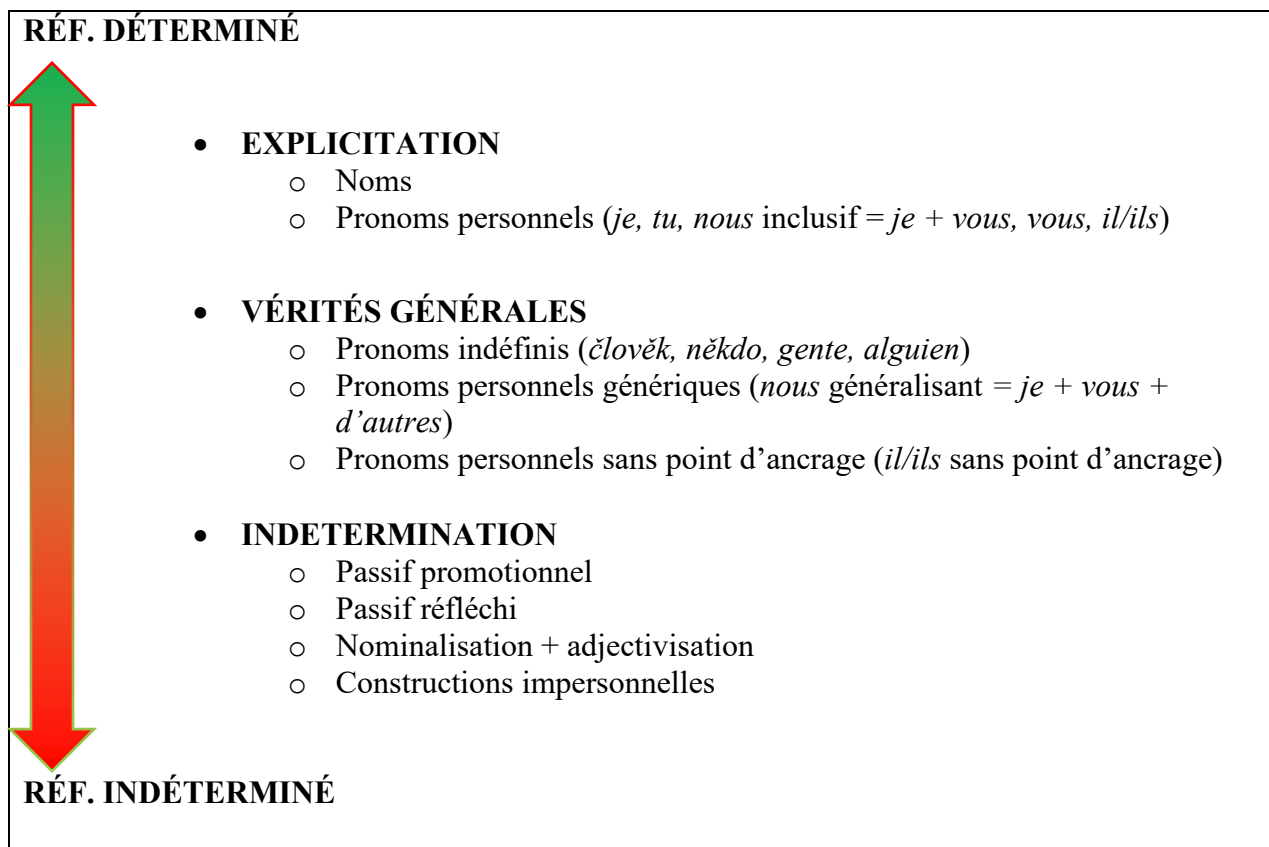 RÉF. DÉTERMINÉ
• EXPLICITATION
o Noms
o Pronoms personnels (je, tu, nous inclusif = je + vous, vous, il/ils)
• VÉRITÉS GÉNÉRALES
o Pronoms indéfinis (člověk, někdo, gente, alguien)
o Pronoms personnels génériques (nous généralisant = je + vous +
d’autres)
o Pronoms personnels sans point d’ancrage (il/ils sans point d’ancrage)
• INDETERMINATION
o Passif promotionnel
o Passif réfléchi
o Nominalisation + adjectivisation
o Constructions impersonnelles
RÉF. INDÉTERMINÉ